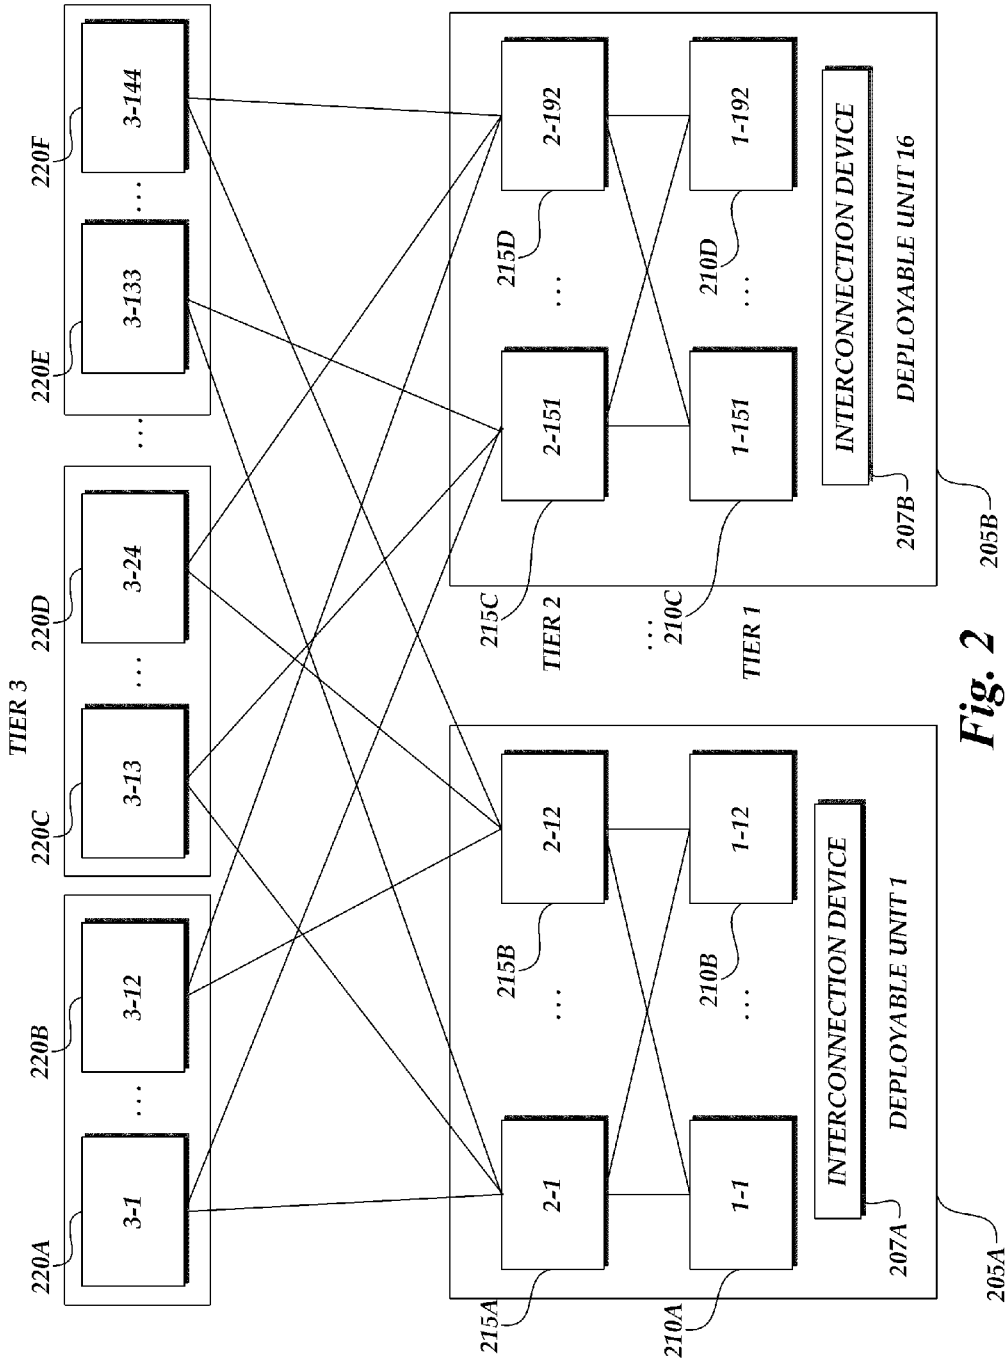 TIER 3
220A
220B
220C
220D
220E
220F
3-1
...
3-12
3-13
...
3-24
...
3-133
...
3-144
215A
2-1
...
215B
2-12
TIER 2
215C
2-151
...
215D
2-192
...
210A
1-1
...
210B
1-12
TIER 1
210C
1-151
...
210D
1-192
INTERCONNECTION DEVICE
207A
INTERCONNECTION DEVICE
207B
DEPLOYABLE UNIT 1
DEPLOYABLE UNIT 16
205A
205B
Fig. 2